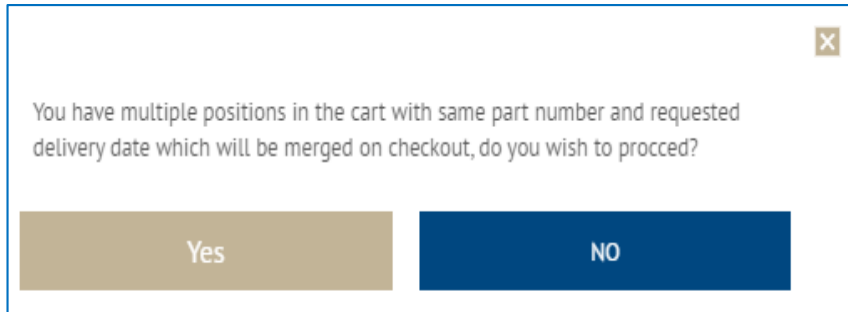 You have multiple positions in the cart with same part number and requested
delivery date which will be merged on checkout, do you wish to procced?
Yes
NO